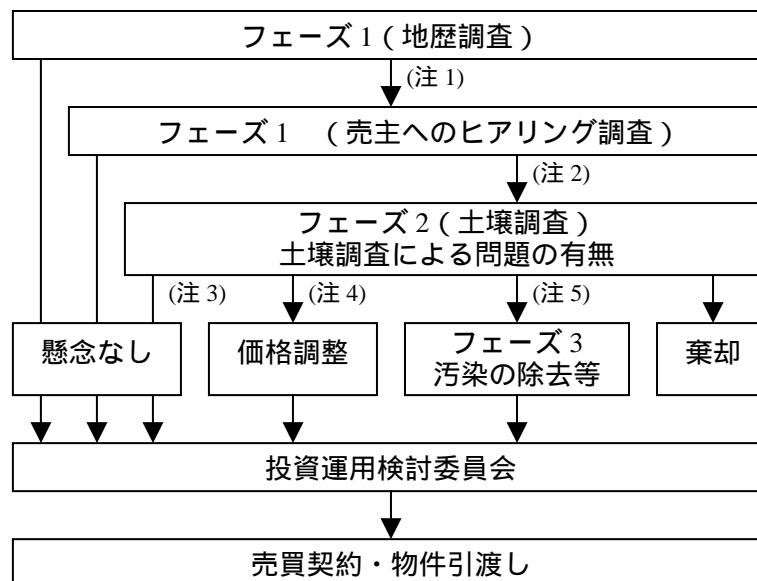 フェーズ 1 ( 地歴調査 )
(注 1)
フェーズ 1　( 売主へのヒアリング調査 )
(注 2)
フェーズ 2 ( 土壌調査 )
土壌調査による問題の有無
(注 3)
(注 4)
(注 5)
懸念なし
価格調整
フェーズ 3
汚染の除去等
棄却
投資運用検討委員会
売買契約・物件引渡し